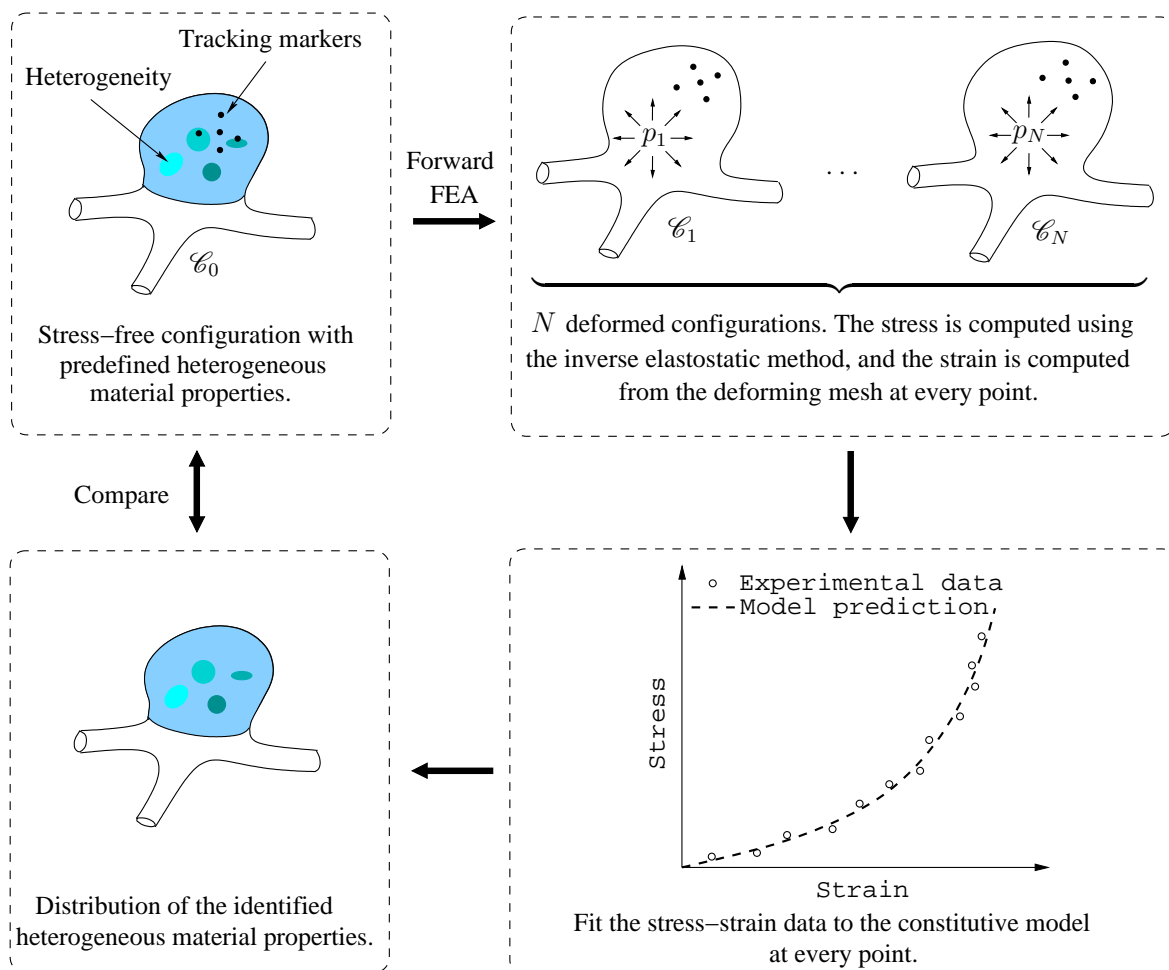 Tracking markers
Heterogeneity
𝒞0
Stress–free configuration with
predefined heterogeneous
material properties.
Forward
FEA
p1
𝒞1
...
pN
𝒞N
N deformed configurations. The stress is computed using
the inverse elastostatic method, and the strain is computed
from the deforming mesh at every point.
Compare
Experimental data
Model prediction
Stress
Strain
Fit the stress–strain data to the constitutive model
at every point.
Distribution of the identified
heterogeneous material properties.